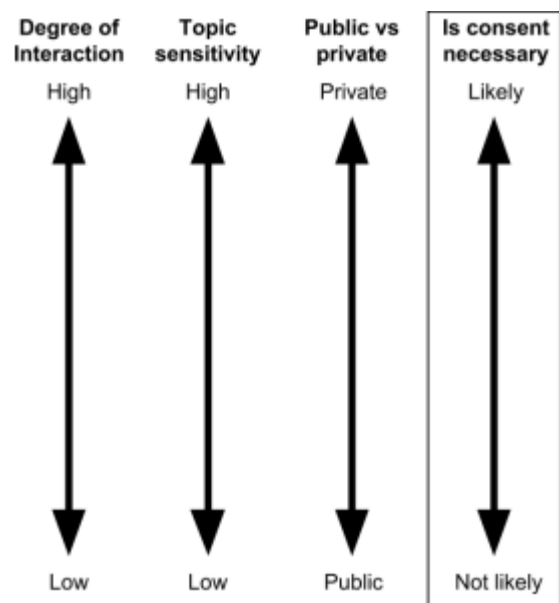 Degree of Interaction
High
Low
Topic sensitivity
High
Low
Public vs private
Private
Public
Is consent necessary
Likely
Not likely